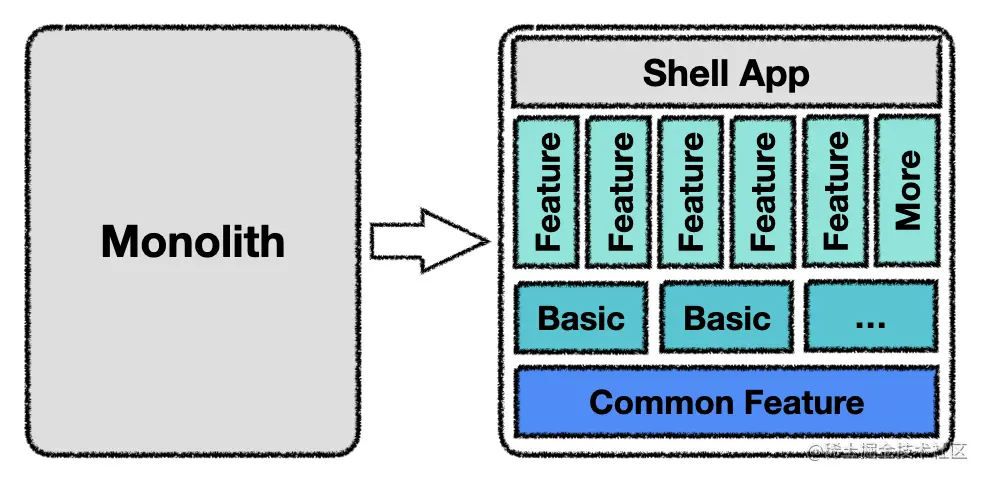 Monolith
Shell App
Feature
Feature
Feature
Feature
Feature
More
Basic
Basic
...
Common Feature
@稀土掘金技术社区